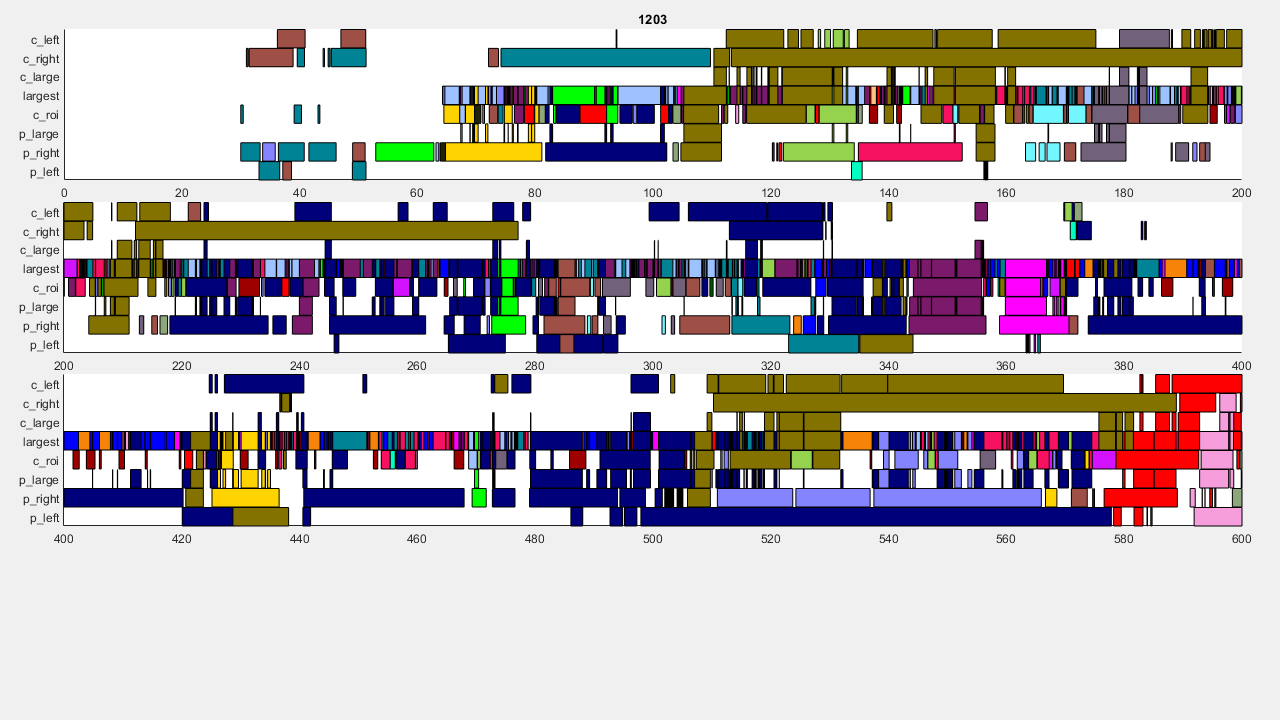 1203
c_left
c_right
c_large
largest
c_roi
p_large
p_right
p_left
0 20 40 60 80 100 120 140 160 180 200
c_left
c_right
c_large
largest
c_roi
p_large
p_right
p_left
200 220 240 260 280 300 320 340 360 380 400
c_left
c_right
c_large
largest
c_roi
p_large
p_right
p_left
400 420 440 460 480 500 520 540 560 580 600